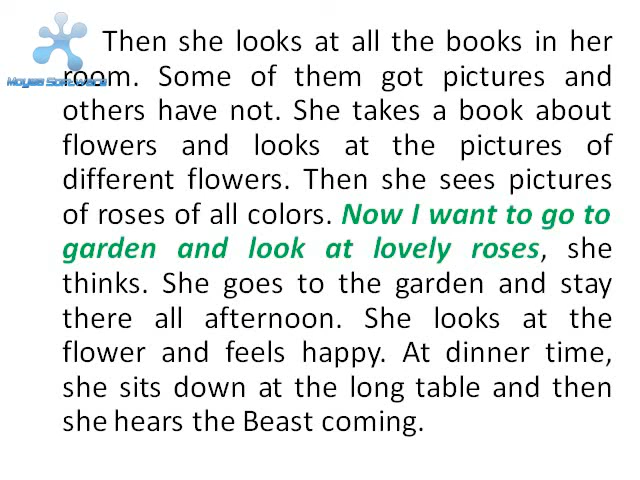 Then she looks at all the books in her
Moyea Software
room. Some of them got pictures and
others have not. She takes a book about
flowers and looks at the pictures of
different flowers. Then she sees pictures
of roses of all colors. Now I want to go to
garden and look at lovely roses, she
thinks. She goes to the garden and stay
there all afternoon. She looks at the
flower and feels happy. At dinner time,
she sits down at the long table and then
she hears the Beast coming.